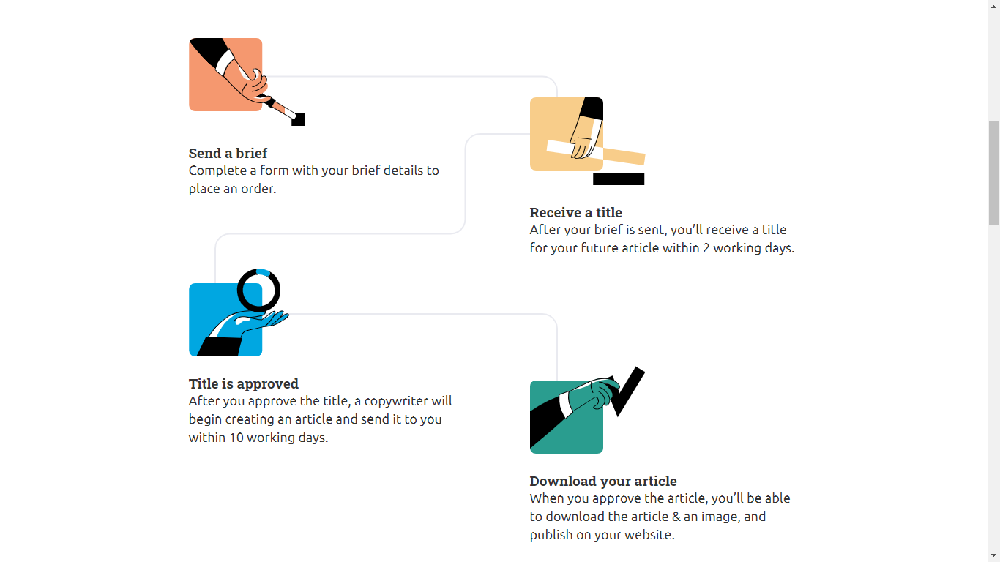 Send a brief
Complete a form with your brief details to
place an order.
Receive a title
After your brief is sent, you’ll receive a title
for your future article within 2 working days.
Title is approved
After you approve the title, a copywriter will
begin creating an article and send it to you
within 10 working days.
Download your article
When you approve the article, you’ll be able
to download the article & an image, and
publish on your website.